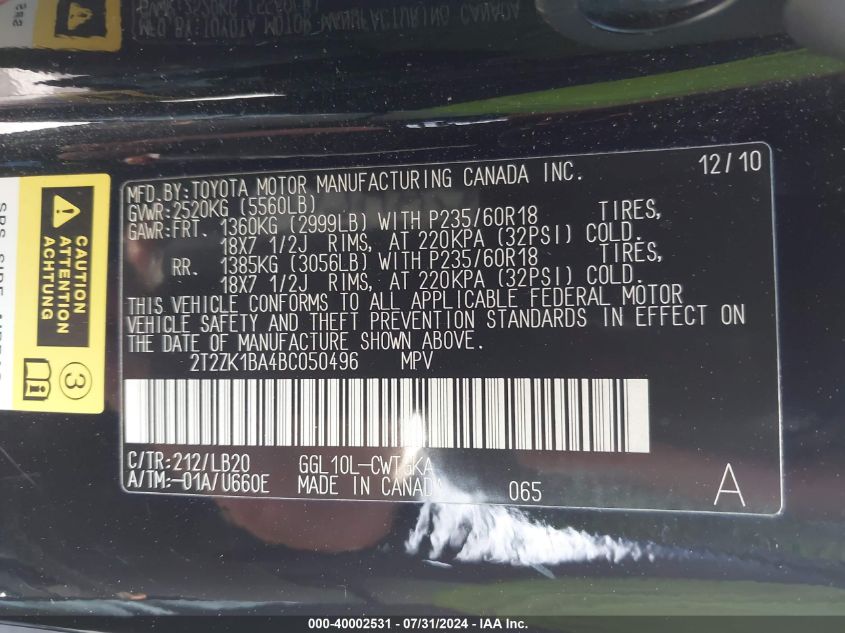 MFD.BY:TOYOTA MOTOR MANUFACTURING CANADA INC. 12/10
GVWR:2520KG (5560LB)
GAWR:FRT. 1360KG (2999LB) WITH P235/60R18 TIRES,
18X7 1/2J RIMS, AT 220KPA (32PSI) COLD.
RR. 1385KG (3056LB) WITH P235/60R18 TIRES,
18X7 1/2J RIMS, AT 220KPA (32PSI) COLD.
THIS VEHICLE CONFORMS TO ALL APPLICABLE FEDERAL MOTOR
VEHICLE SAFETY AND THEFT PREVENTION STANDARDS IN EFFECT ON
THE DATE OF MANUFACTURE SHOWN ABOVE.
2T2ZK1BA4BC050496 MPV
C/TR:212/LB20 GGL10L-CWTGKA
A/TM:-01A/U660E MADE IN CANADA 065 A
CAUTION
ATTENTION
ACHTUNG
3
SRS SIDE
000-40002531 - 07/31/2024 - IAA Inc.